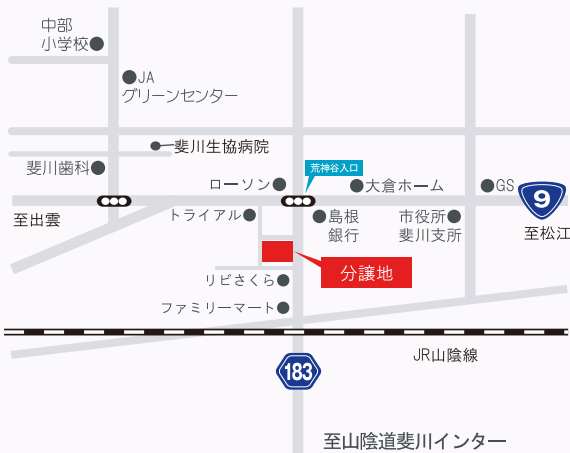 中部
小学校
JA
グリーンセンター
斐川生協病院
斐川歯科
荒神谷入口
ローソン
大倉ホーム
GS
9
至出雲
トライアル
島根
銀行
市役所
斐川支所
至松江
分譲地
リビさくら
ファミリーマート
JR山陰線
183
至山陰道斐川インター